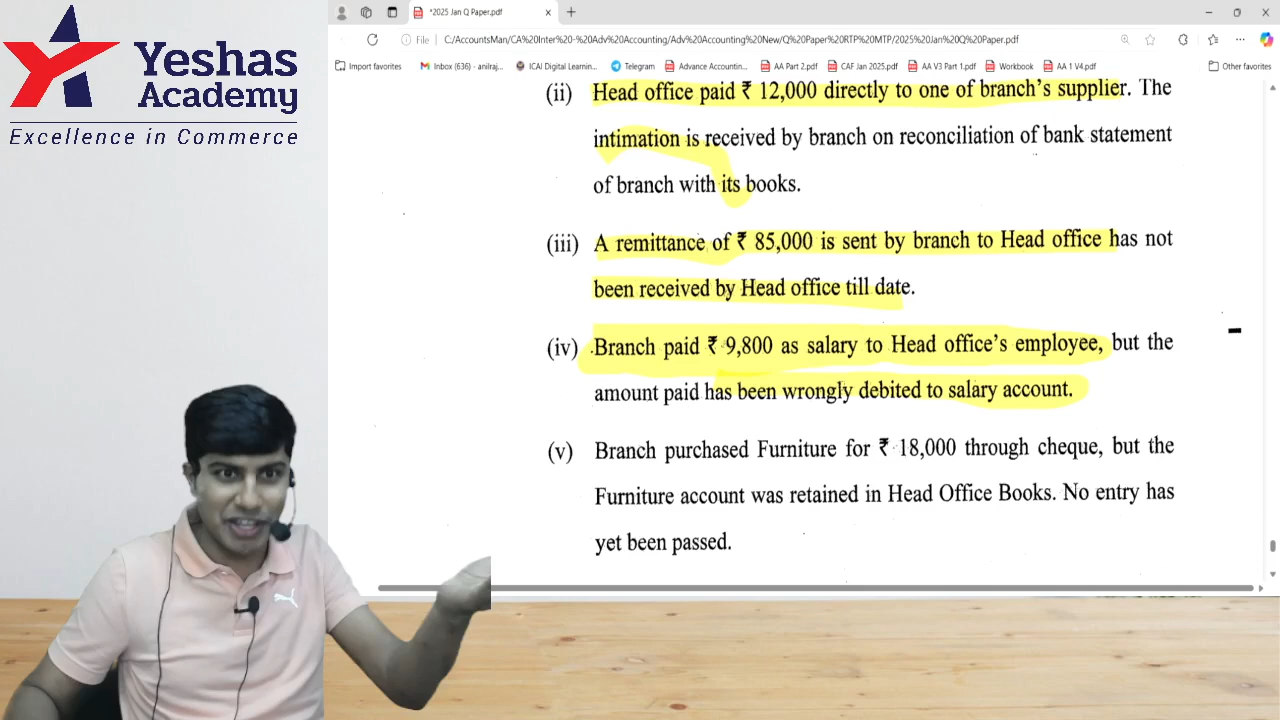 Yeshas
Academy
Excellence in Commerce
*2025 Jan Q Paper.pdf
File
C:/AccountsMan/CA%20Inter%20-%20Adv%20Accounting/Adv%20Accounting%20New/Q%20Paper%20RTP%20MTP/2025%20Jan%20Q%20Paper.pdf
Import favorites
Inbox (636) - anilraj...
ICAI Digital Learnin...
Telegram
Advance Accountin...
AA Part 2.pdf
CAF Jan 2025.pdf
AA V3 Part 1.pdf
Workbook
AA 1 V4.pdf
Other favorites
(ii) Head office paid ₹ 12,000 directly to one of branch's supplier. The
intimation is received by branch on reconciliation of bank statement
of branch with its books.
(iii) A remittance of ₹ 85,000 is sent by branch to Head office has not
been received by Head office till date.
(iv) Branch paid ₹ 9,800 as salary to Head office's employee, but the
amount paid has been wrongly debited to salary account.
(v) Branch purchased Furniture for ₹ 18,000 through cheque, but the
Furniture account was retained in Head Office Books. No entry has
yet been passed.